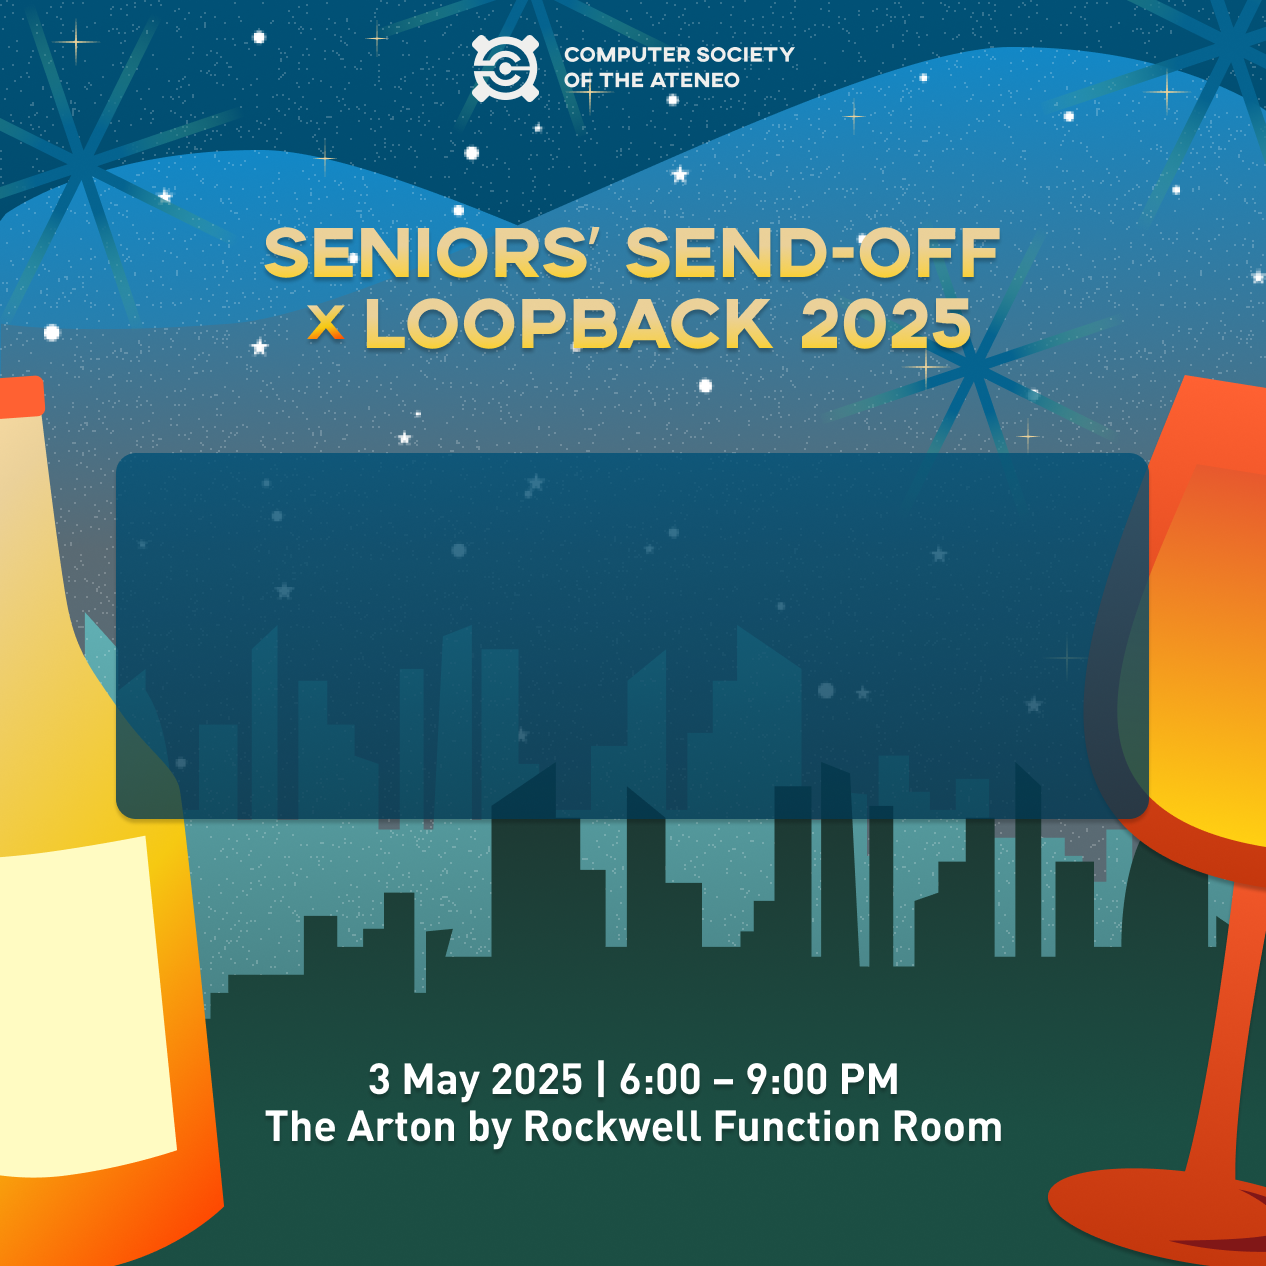 COMPUTER SOCIETY
OF THE ATENEO
SENIORS’ SEND-OFF
x LOOPBACK 2025
3 May 2025 | 6:00 – 9:00 PM
The Arton by Rockwell Function Room